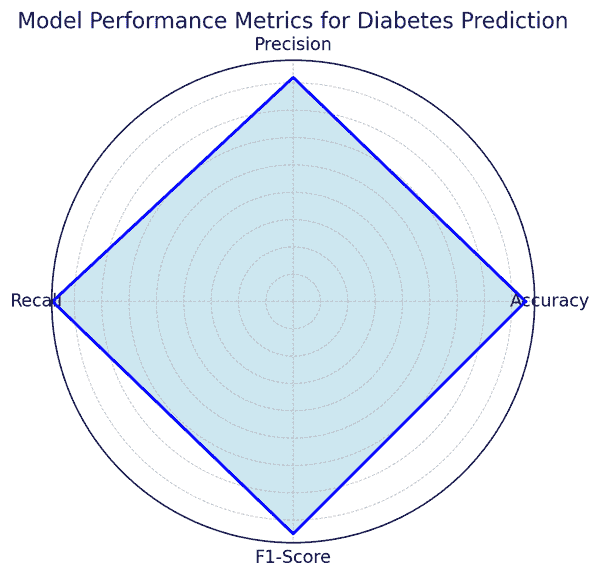 Model Performance Metrics for Diabetes Prediction
Precision
Recall
Accuracy
F1-Score